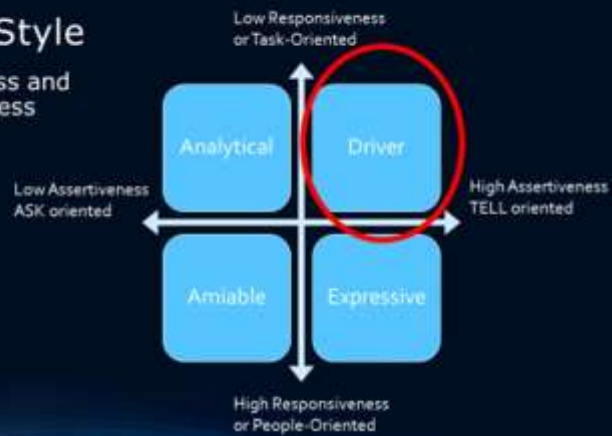 Style
ss and
ess
Low Responsiveness
or Task-Oriented
Analytical
Driver
Low Assertiveness
ASK oriented
High Assertiveness
TELL oriented
Amiable
Expressive
High Responsiveness
or People-Oriented